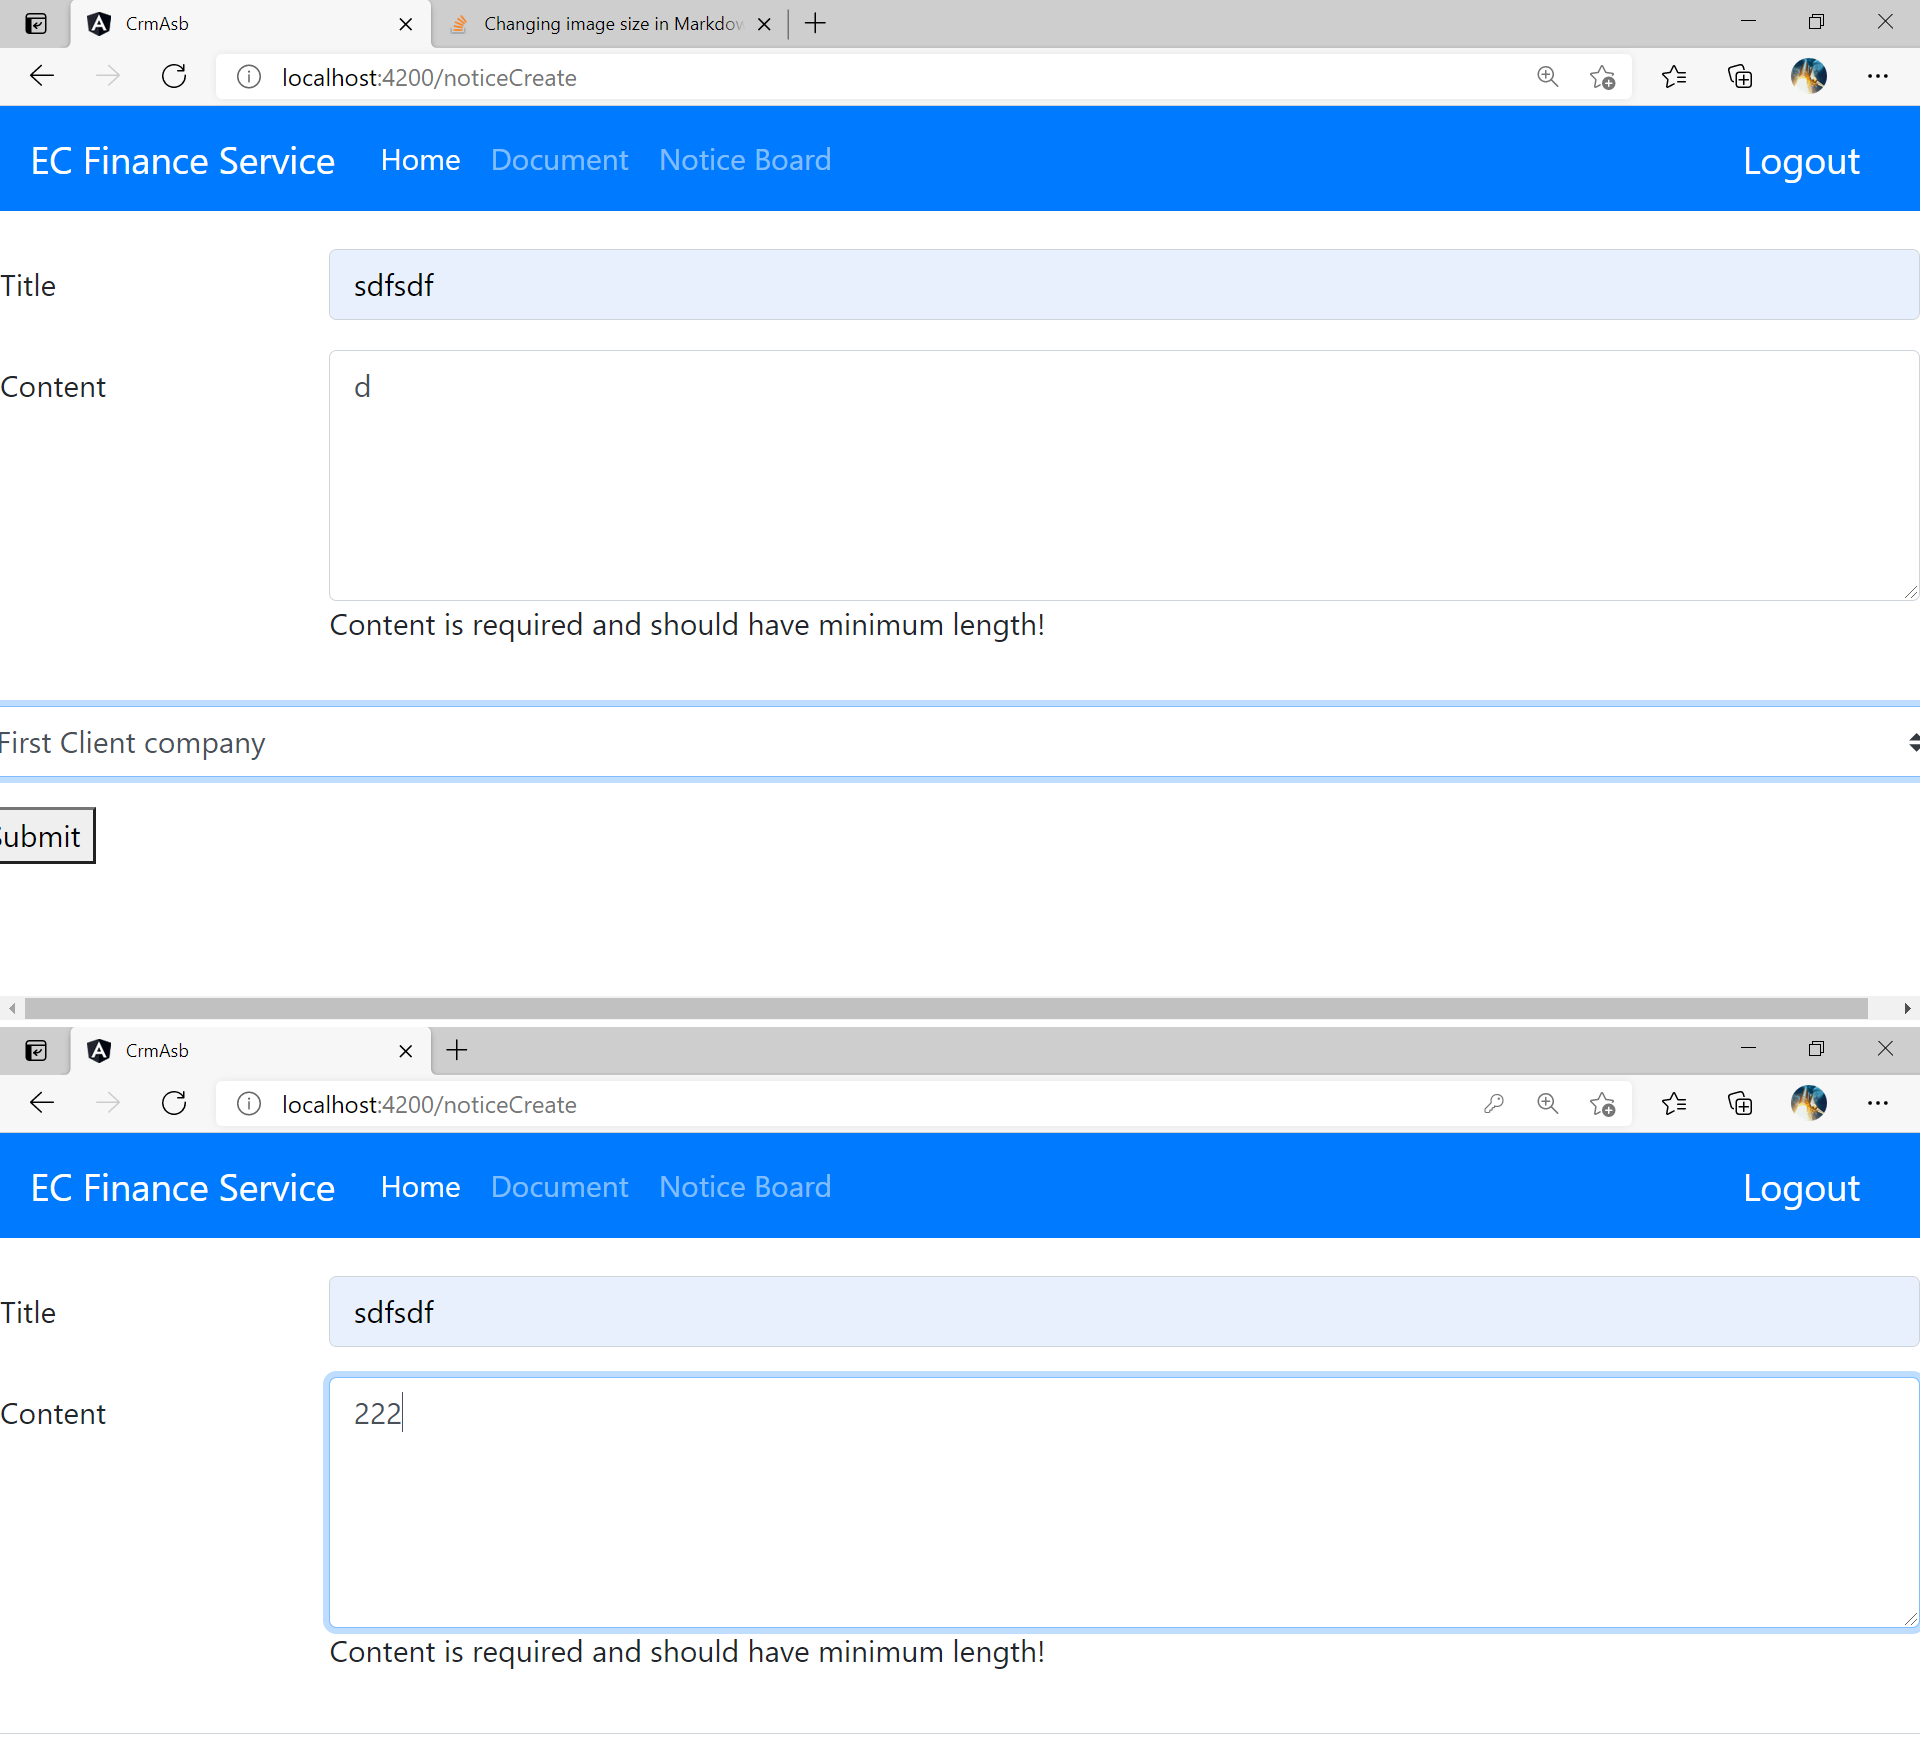 CrmAsb
Changing image size in Markdow
localhost:4200/noticeCreate
EC Finance Service Home Document Notice Board Logout
Title sdfsdf
Content d
Content is required and should have minimum length!
First Client company
Submit
CrmAsb
localhost:4200/noticeCreate
EC Finance Service Home Document Notice Board Logout
Title sdfsdf
Content 222
Content is required and should have minimum length!